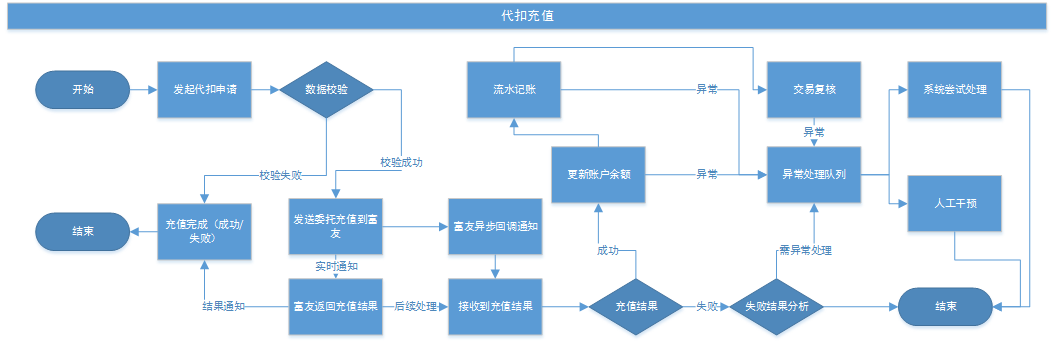 代扣充值
开始
发起代扣申请
数据校验
校验失败
校验成功
充值完成（成功/
失败）
结束
发送委托充值到富
友
实时通知
富友返回充值结果
结果通知
后续处理
富友异步回调通知
接收到充值结果
充值结果
成功
失败
更新账户余额
异常
流水记账
异常
交易复核
异常
异常处理队列
需异常处理
失败结果分析
系统尝试处理
人工干预
结束